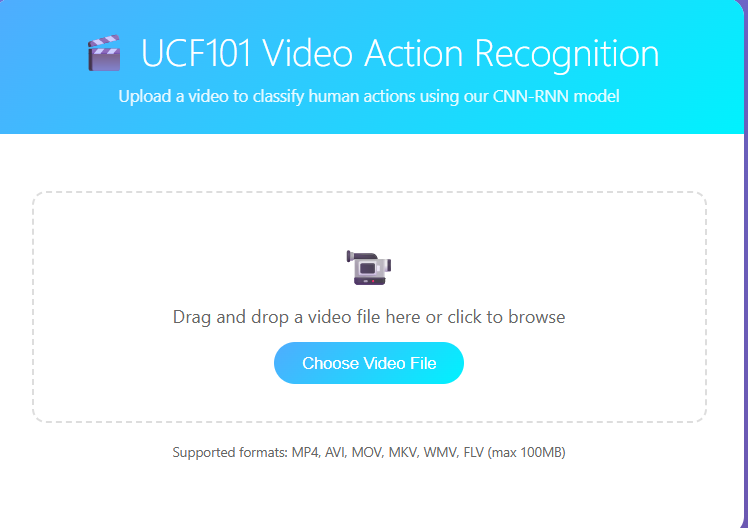 UCF101 Video Action Recognition
Upload a video to classify human actions using our CNN-RNN model
Drag and drop a video file here or click to browse
Choose Video File
Supported formats: MP4, AVI, MOV, MKV, WMV, FLV (max 100MB)